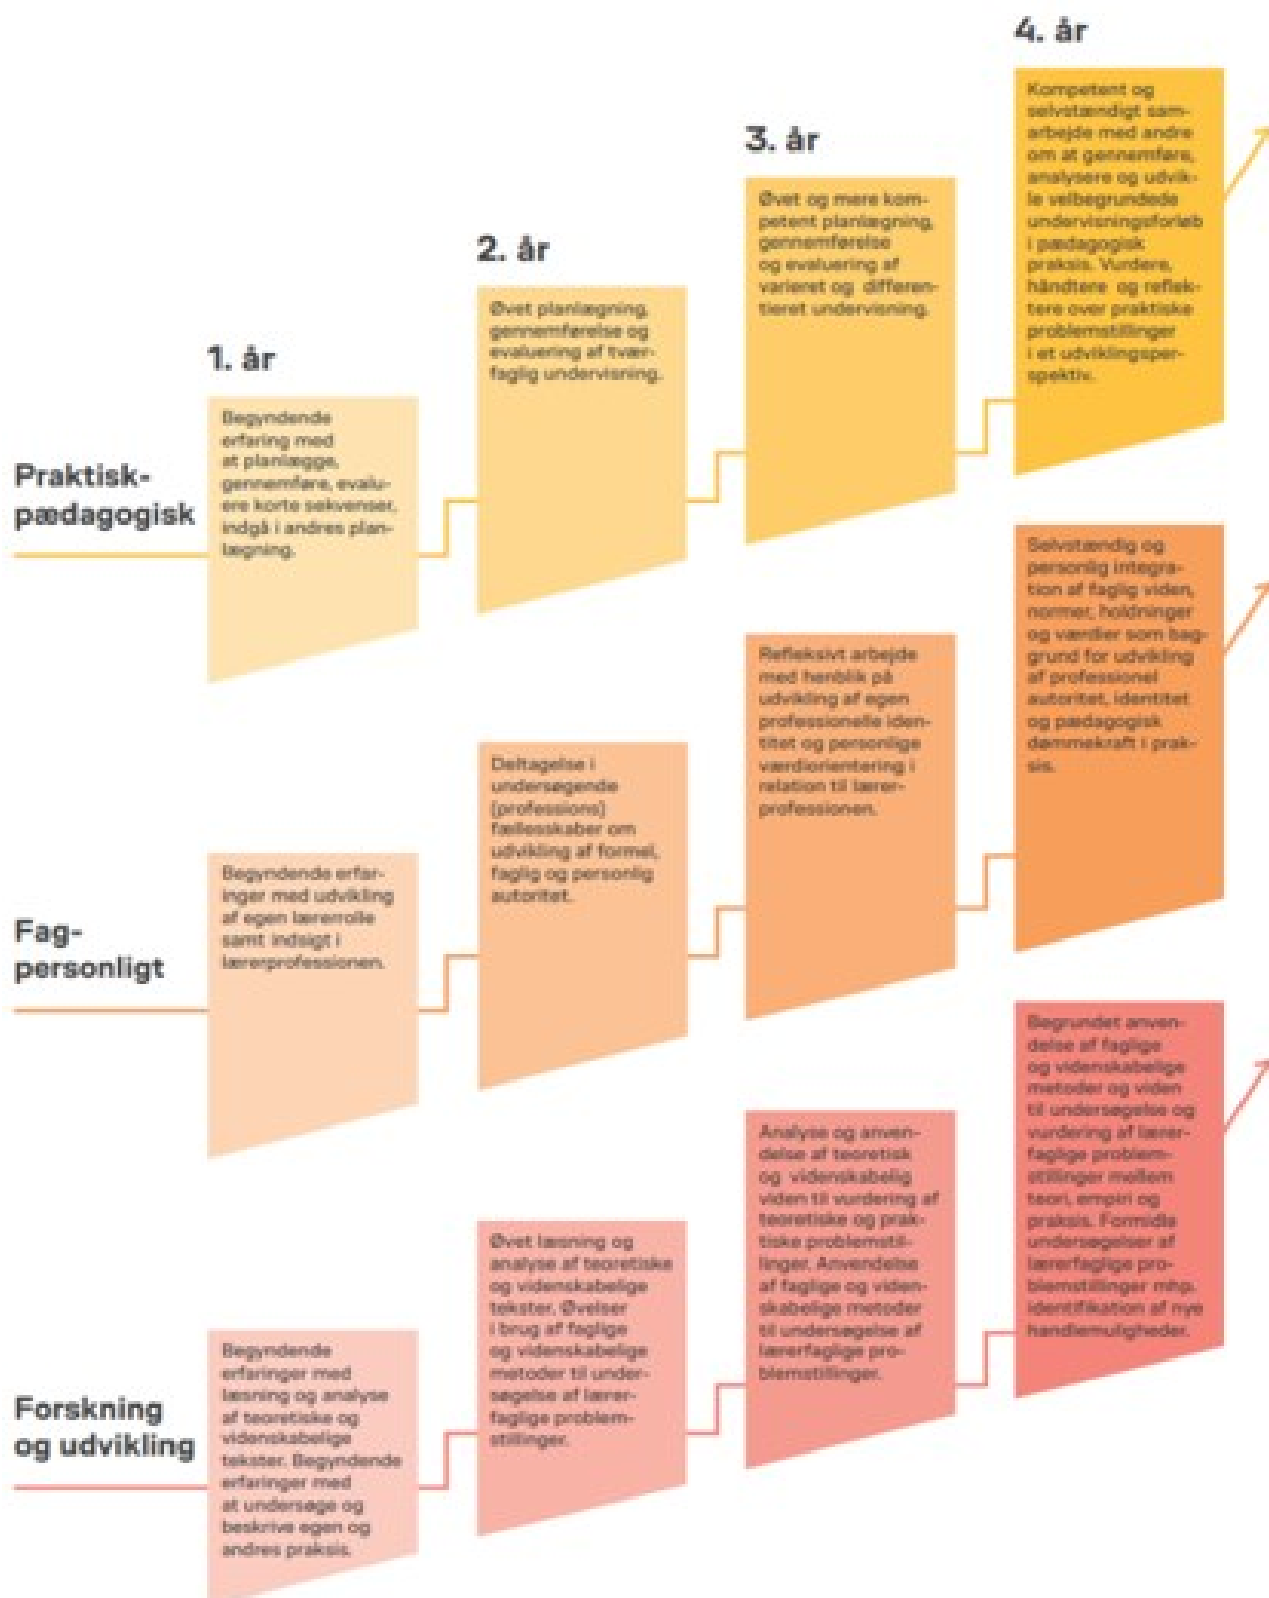 4. år
Kompetent og
selvstændigt sam-
arbejde med andre
om at gennemføre,
analysere og udvik-
le velbegrundede
undervisningsforløb
i pædagogisk
praksis. Vurdere,
håndtere og reflek-
tere over praktiske
problemstillinger
i et udviklingsper-
spektiv.
3. år
Øvet og mere kom-
petent planlægning,
gennemførelse
og evaluering af
varieret og differen-
tieret undervisning.
2. år
Øvet planlægning,
gennemførelse og
evaluering af tvær-
faglig undervisning.
1. år
Begyndende
erfaring med
at planlægge,
gennemføre, evalu-
ere korte sekvenser,
indgå i andres plan-
lægning.
Praktisk-
pædagogisk
Selvstændig og
personlig integra-
tion af faglig viden,
normer, holdninger
og værdier som bag-
grund for udvikling
af professionel
autoritet, identitet
og pædagogisk
dømmekraft i prak-
sis.
Refleksivt arbejde
med henblik på
udvikling af egen
professionelle iden-
titet og personlige
værdiorientering i
relation til lærer-
professionen.
Deltagelse i
undersøgende
(professions)
fællesskaber om
udvikling af formel,
faglig og personlig
autoritet.
Begyndende erfar-
inger med udvikling
af egen lærerrolle
samt indsigt i
lærerprofessionen.
Fag-
personligt
Begrundet anven-
delse af faglige
og videnskabelige
metoder og viden
til undersøgelse og
vurdering af lærer-
faglige problem-
stillinger mellem
teori, empiri og
praksis. Formidle
undersøgelser af
lærerfaglige pro-
blemstillinger mhp.
identifikation af nye
handlemuligheder.
Analyse og anven-
delse af teoretisk
og videnskabelig
viden til vurdering af
teoretiske og prak-
tiske problemstil-
linger. Anvendelse
af faglige og viden-
skabelige metoder
til undersøgelse af
lærerfaglige pro-
blemstillinger.
Øvet læsning og
analyse af teoretiske
og videnskabelige
tekster. Øvelser
i brug af faglige
og videnskabelige
metoder til under-
søgelse af lærer-
faglige problem-
stillinger.
Begyndende
erfaringer med
læsning og analyse
af teoretiske og
videnskabelige
tekster. Begyndende
erfaringer med
at undersøge og
beskrive egen og
andres praksis.
Forskning
og udvikling